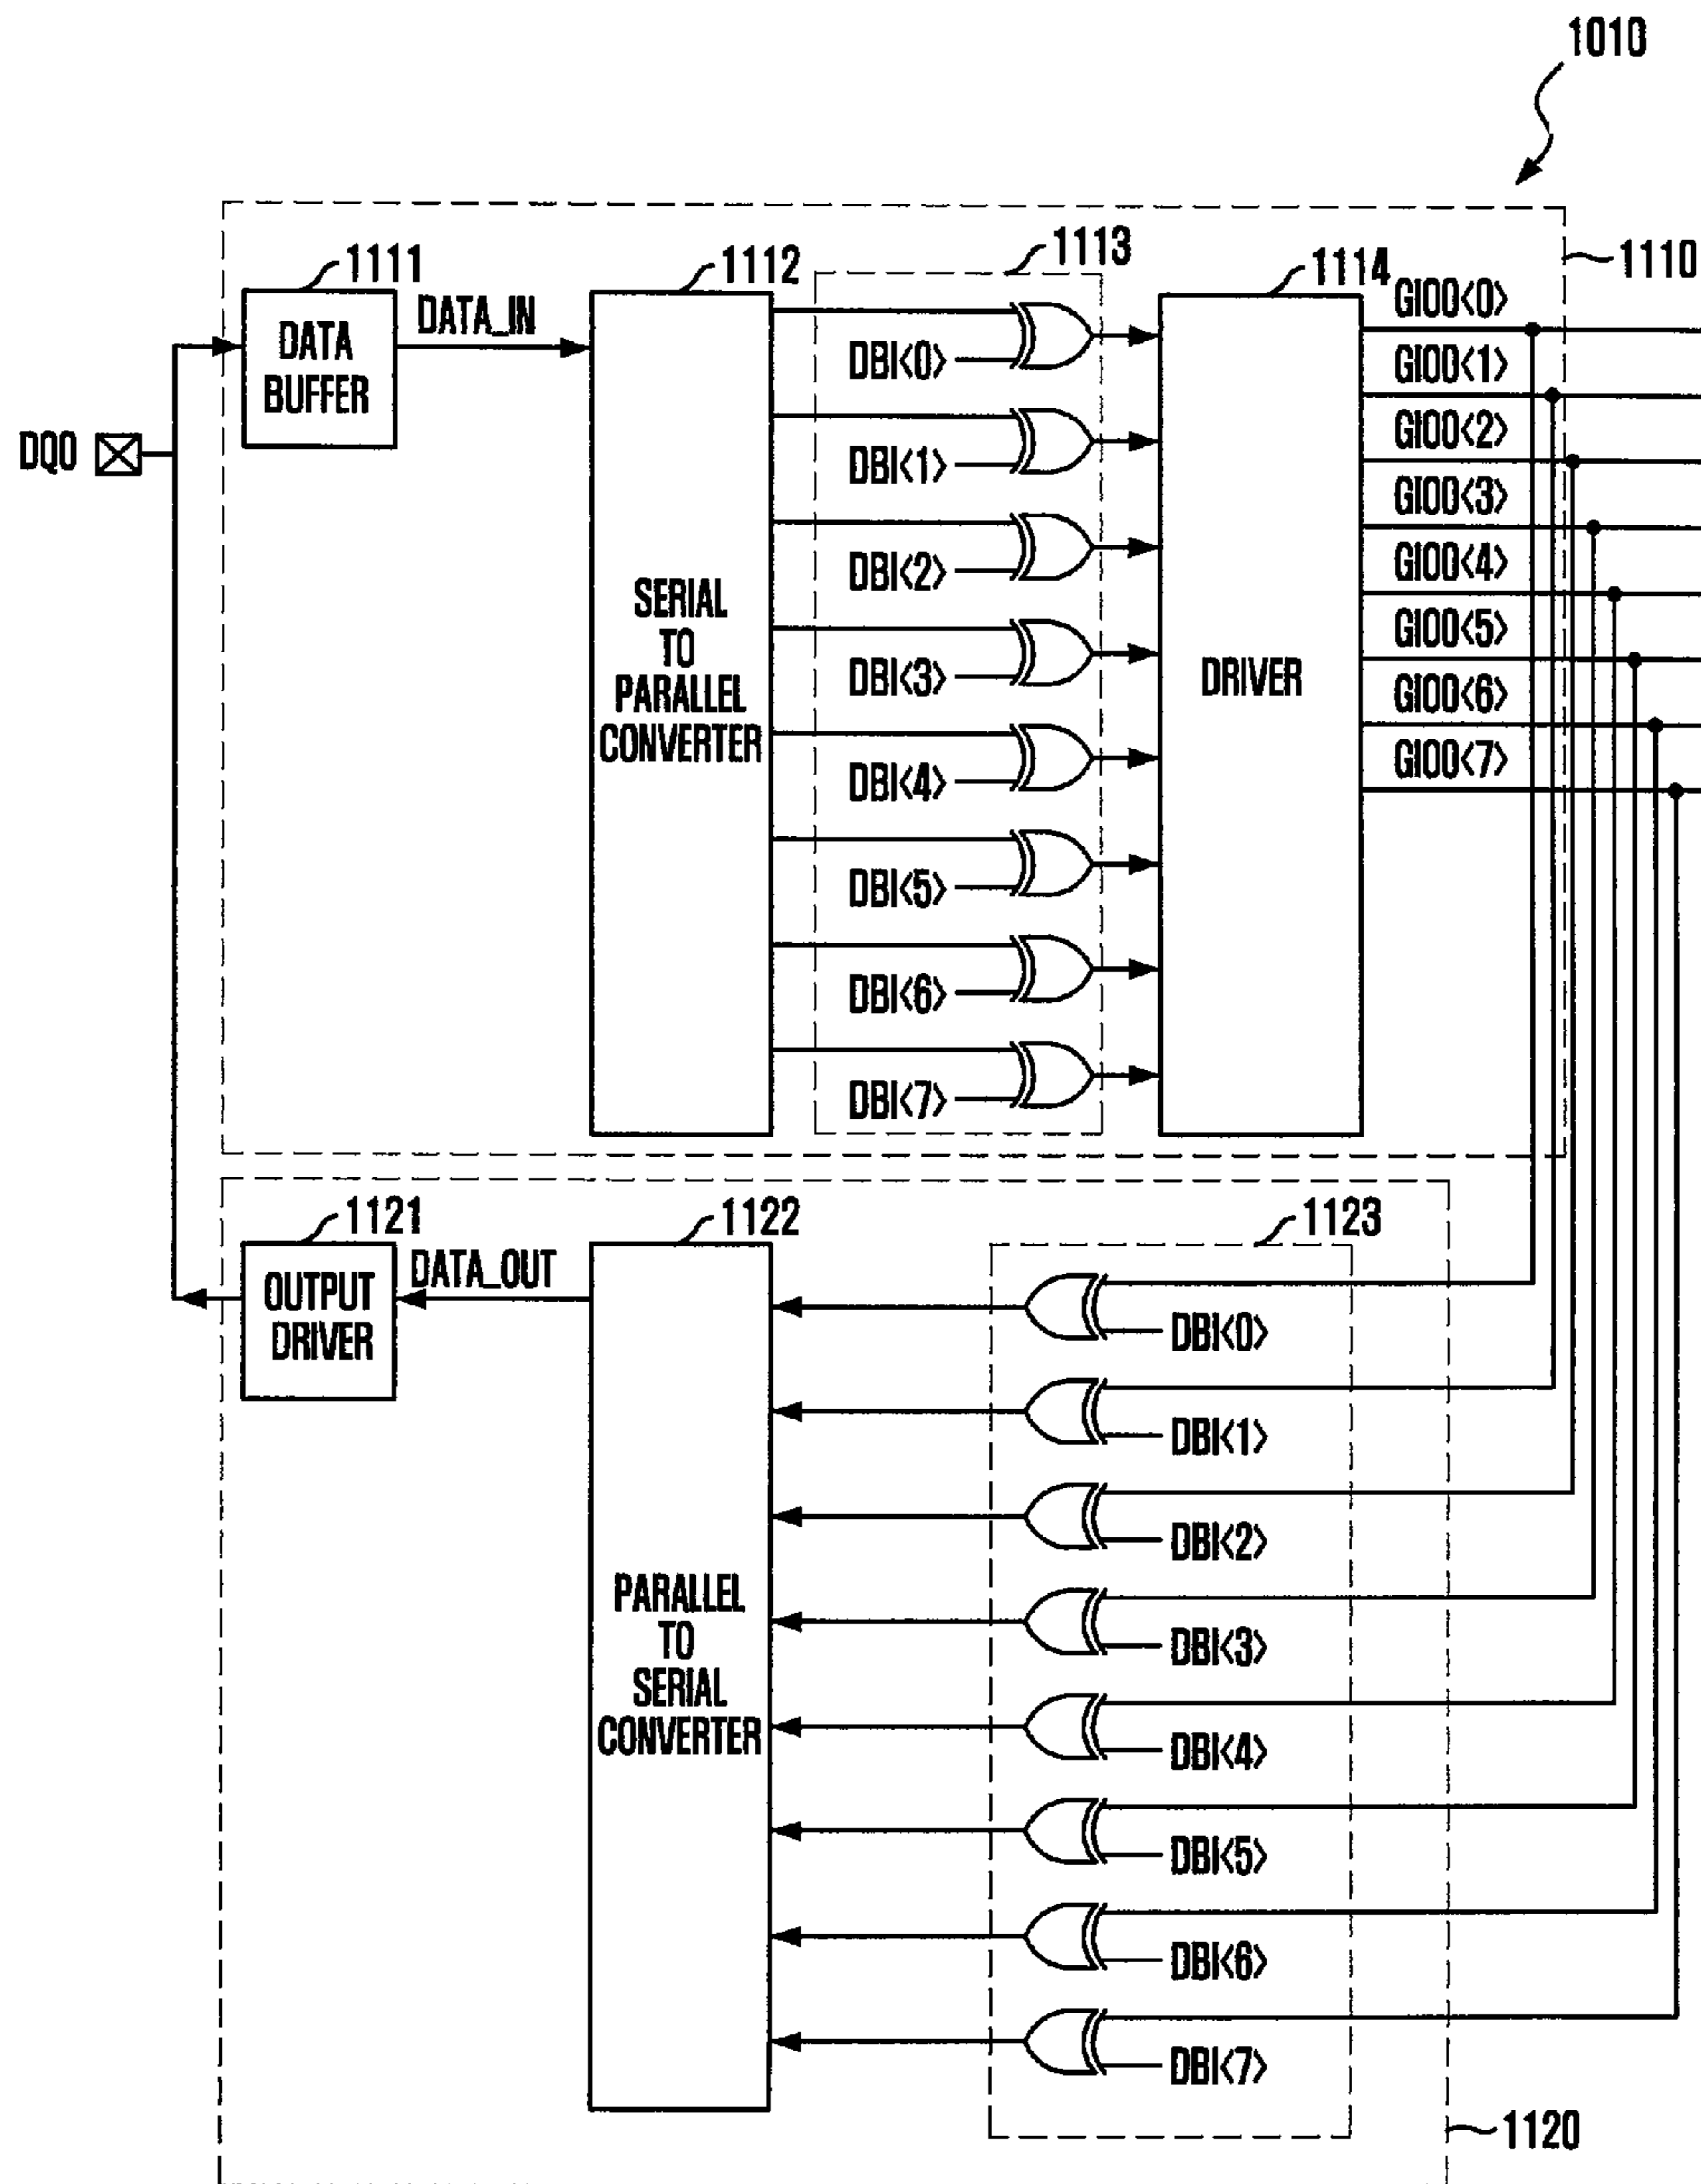 1010
1110
1111
DATA
BUFFER
DATA_IN
1112
SERIAL
TO
PARALLEL
CONVERTER
1113
DBI<0>
DBI<1>
DBI<2>
DBI<3>
DBI<4>
DBI<5>
DBI<6>
DBI<7>
1114
DRIVER
GIO0<0>
GIO0<1>
GIO0<2>
GIO0<3>
GIO0<4>
GIO0<5>
GIO0<6>
GIO0<7>
DQ0
1121
OUTPUT
DRIVER
DATA_OUT
1122
PARALLEL
TO
SERIAL
CONVERTER
1123
DBI<0>
DBI<1>
DBI<2>
DBI<3>
DBI<4>
DBI<5>
DBI<6>
DBI<7>
1120